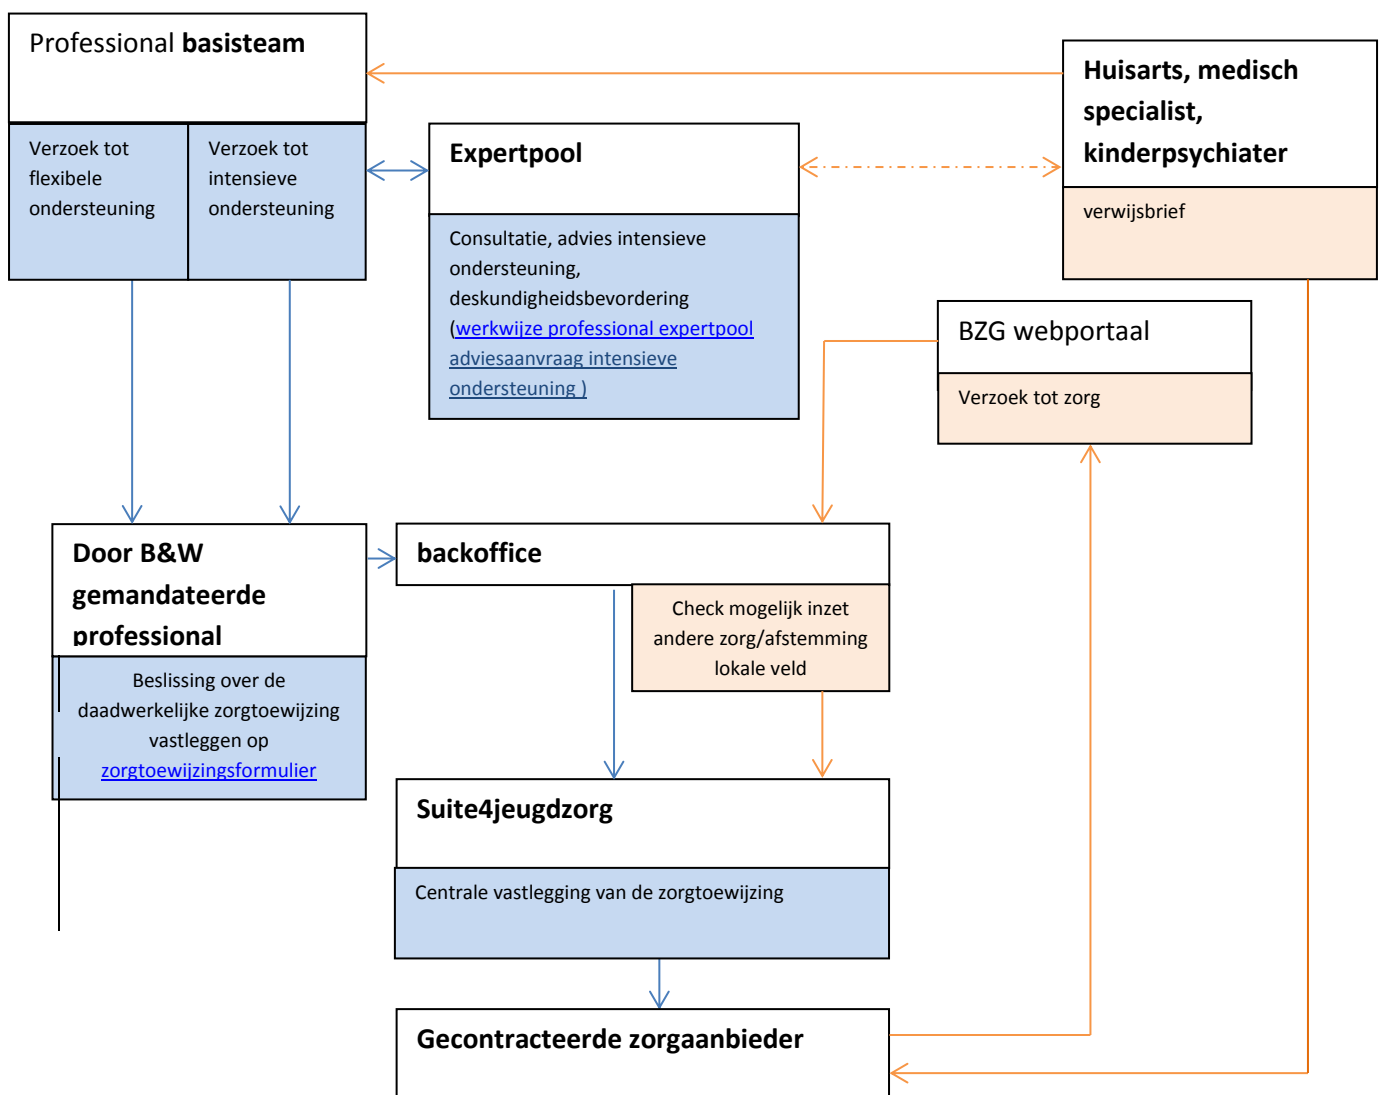 Professional basisteam
Verzoek tot
flexibele
ondersteuning
Verzoek tot
intensieve
ondersteuning
Expertpool
Consultatie, advies intensieve
ondersteuning,
deskundigheidsbevordering
(werkwijze professional expertpool
adviesaanvraag intensieve
ondersteuning )
Huisarts, medisch
specialist,
kinderpsychiater
verwijsbrief
BZG webportaal
Verzoek tot zorg
Door B&W
gemandateerde
professional
Beslissing over de
daadwerkelijke zorgtoewijzing
vastleggen op
zorgtoewijzingsformulier
backoffice
Check mogelijk inzet
andere zorg/afstemming
lokale veld
Suite4jeugdzorg
Centrale vastlegging van de zorgtoewijzing
Gecontracteerde zorgaanbieder